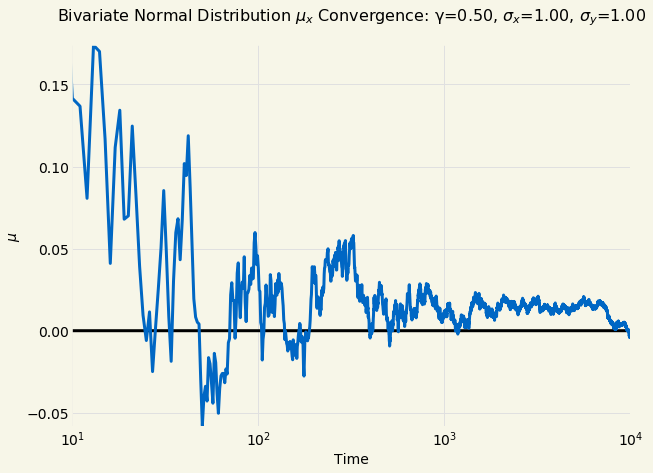 Bivariate Normal Distribution μₓ Convergence: γ=0.50, σₓ=1.00, σᵧ=1.00
0.15
0.10
0.05
0.00
−0.05
μ
10¹ 10² 10³ 10⁴
Time